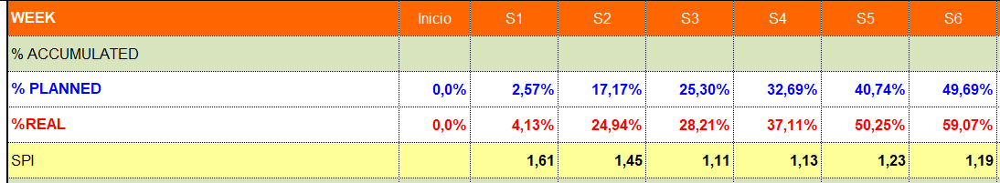 WEEK Inicio S1 S2 S3 S4 S5 S6
% ACCUMULATED
% PLANNED 0,0% 2,57% 17,17% 25,30% 32,69% 40,74% 49,69%
%REAL 0,0% 4,13% 24,94% 28,21% 37,11% 50,25% 59,07%
SPI 1,61 1,45 1,11 1,13 1,23 1,19